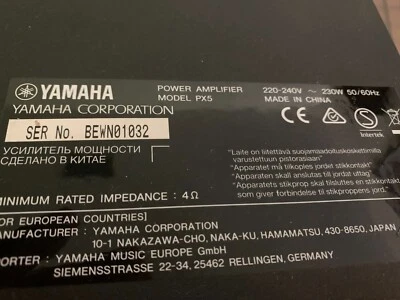 YAMAHA
YAMAHA CORPORATION
POWER AMPLIFIER
MODEL PX5
220-240V ~ 230W 50/60Hz
MADE IN CHINA
CE
Intertek
SER No. BEWN01032
УСИЛИТЕЛЬ МОЩНОСТИ
СДЕЛАНО В КИТАЕ
"Laite on liitettävä suojamaadoituskoskettimilla
varustettuun pistorasiaan"
"Apparatet må tilkoples jordet stikkontakt"
"Apparaten skall anslutas till jordat uttag"
"Apparatets stikprop skal tilsluttes en stikkontakt med jord,
som giver forbindelse til stikproppens jord."
MINIMUM RATED IMPEDANCE : 4Ω
FOR EUROPEAN COUNTRIES]
MANUFACTURER : YAMAHA CORPORATION
10-1 NAKAZAWA-CHO, NAKA-KU, HAMAMATSU, 430-8650, JAPAN
PORTER : YAMAHA MUSIC EUROPE GmbH
SIEMENSSTRASSE 22-34, 25462 RELLINGEN, GERMANY